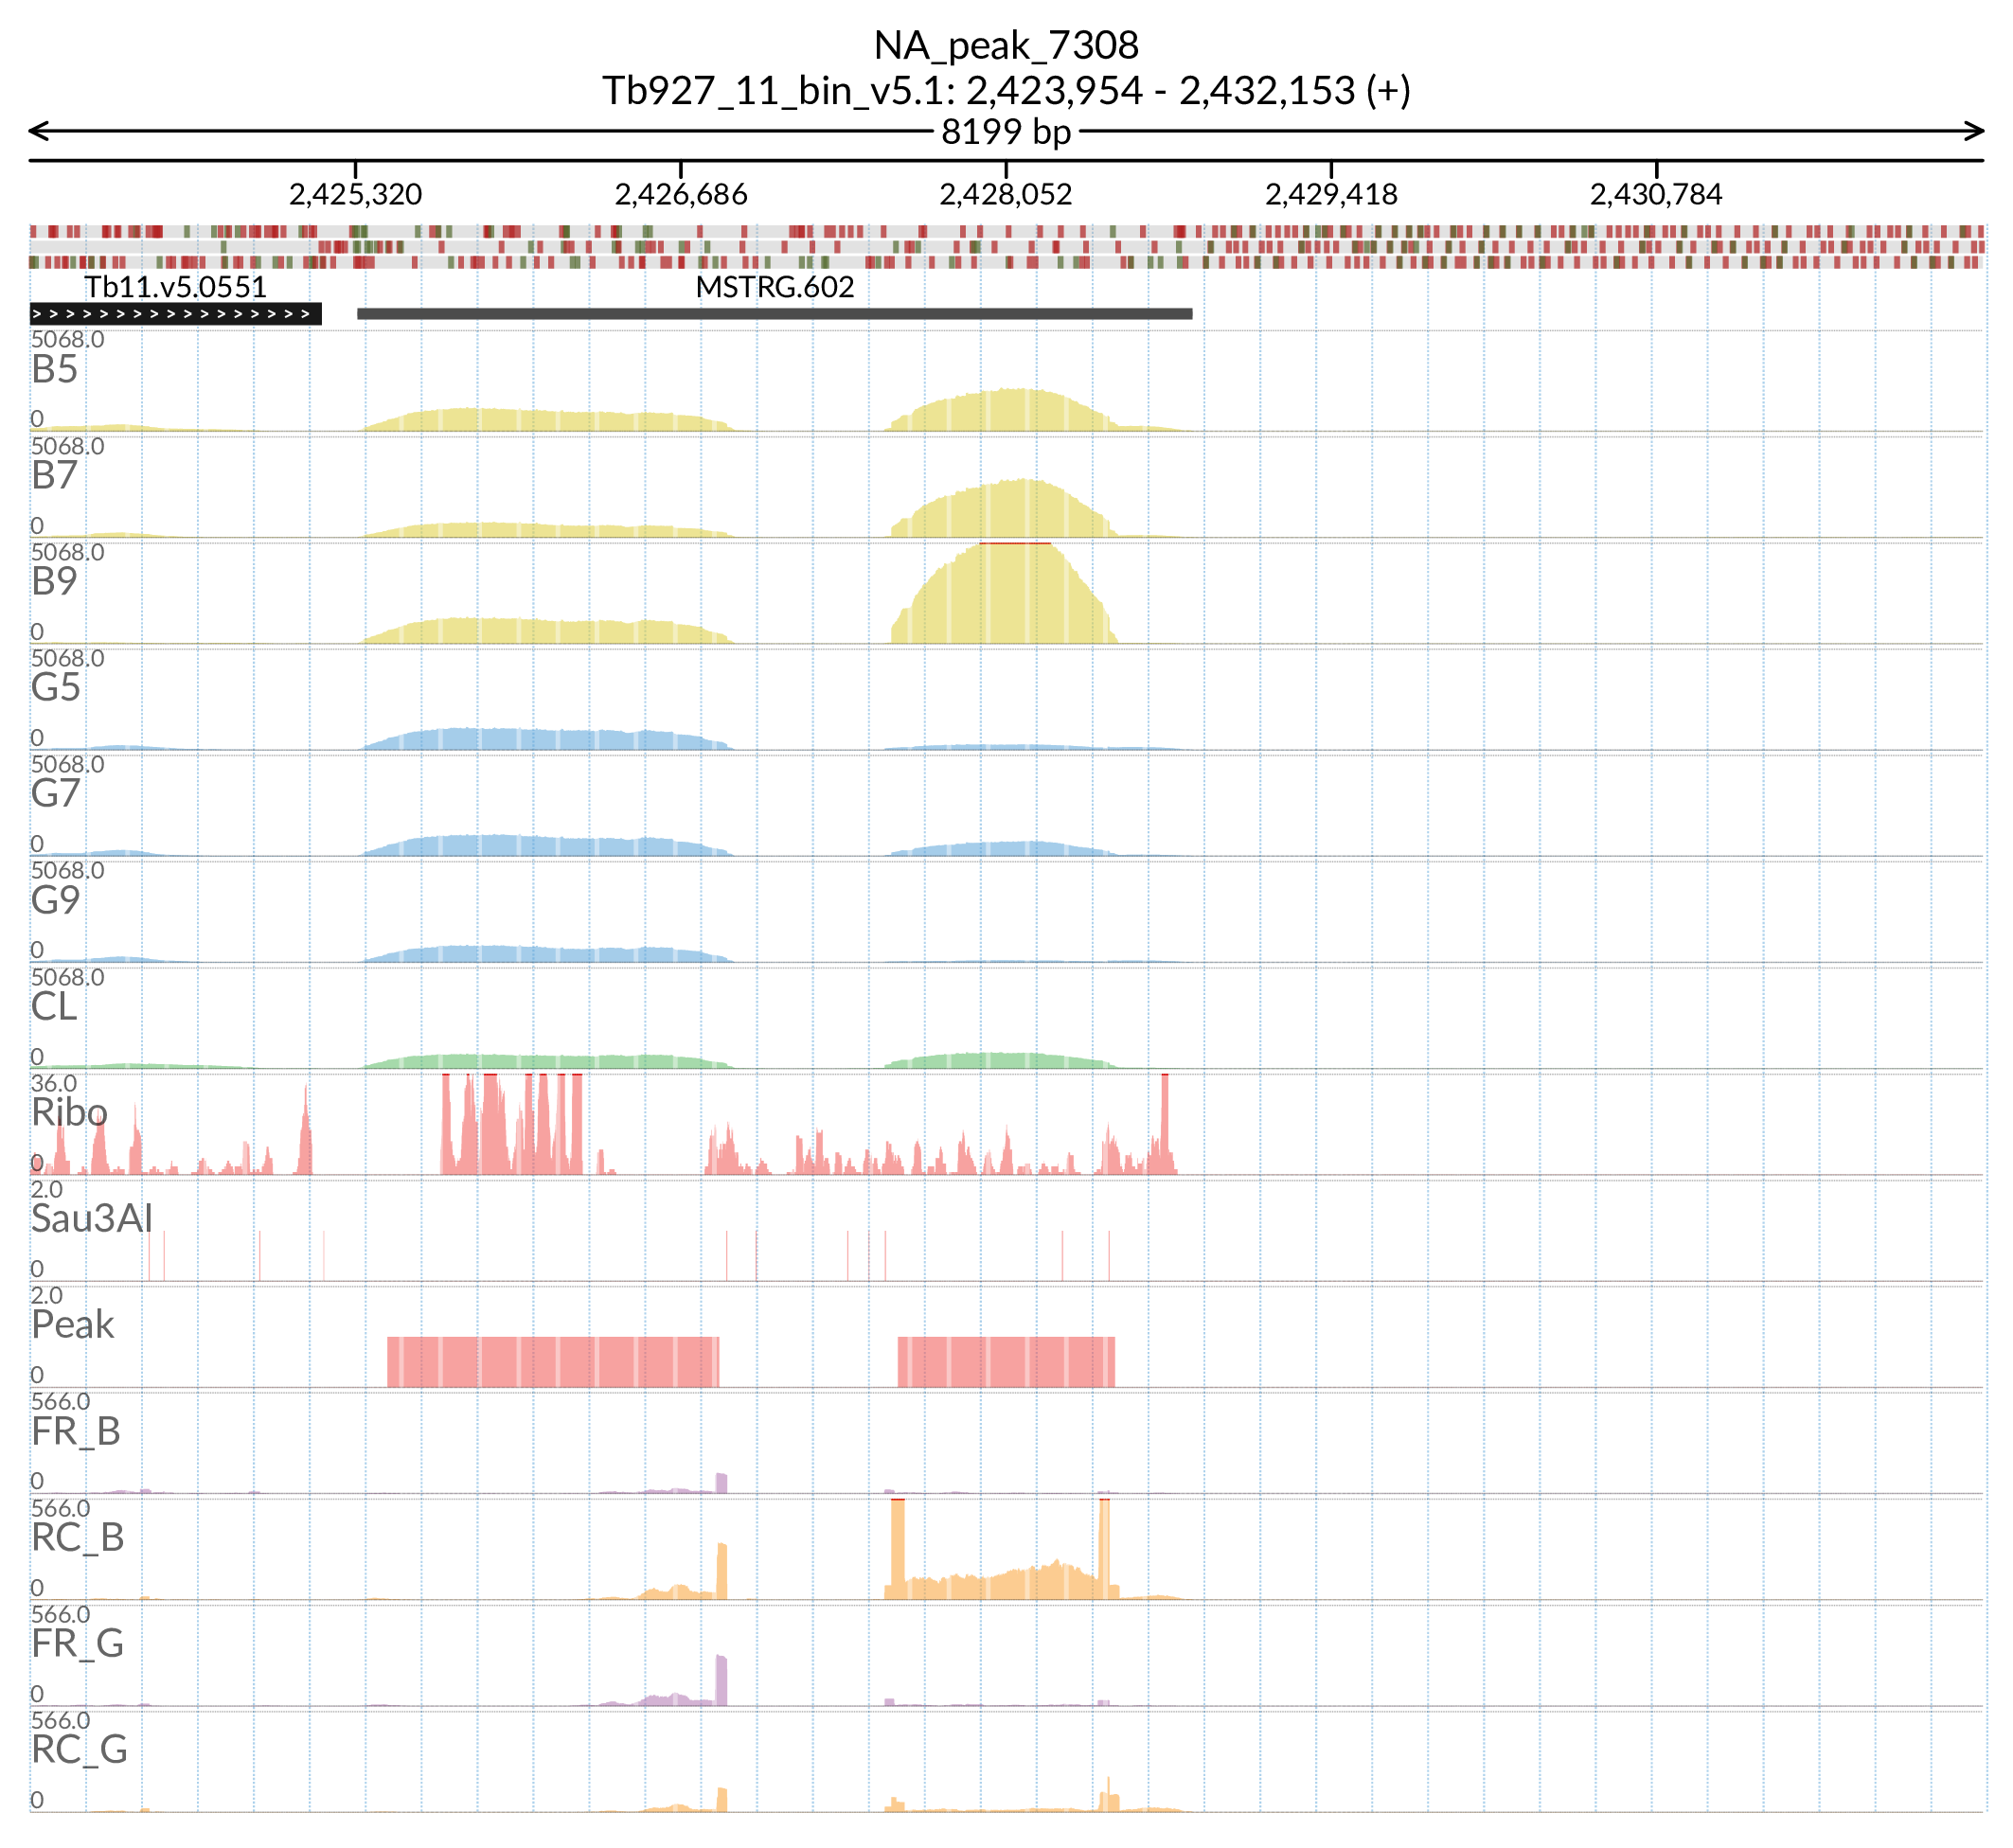 NA_peak_7308
Tb927_11_bin_v5.1: 2,423,954 - 2,432,153 (+)
8199 bp
2,425,320 2,426,686 2,428,052 2,429,418 2,430,784
Tb11.v5.0551 MSTRG.602
5068.0
B5
0
5068.0
B7
0
5068.0
B9
0
5068.0
G5
0
5068.0
G7
0
5068.0
G9
0
5068.0
CL
0
36.0
Ribo
0
2.0
Sau3AI
0
2.0
Peak
0
566.0
FR_B
0
566.0
RC_B
0
566.0
FR_G
0
566.0
RC_G
0